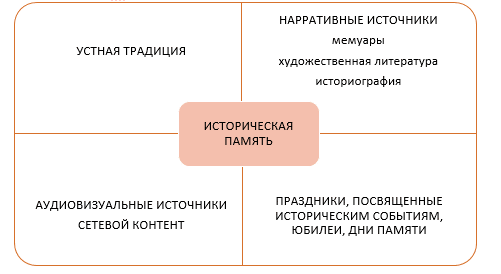 УСТНАЯ ТРАДИЦИЯ
НАРРАТИВНЫЕ ИСТОЧНИКИ
мемуары
художественная литература
историография
ИСТОРИЧЕСКАЯ
ПАМЯТЬ
АУДИОВИЗУАЛЬНЫЕ ИСТОЧНИКИ
СЕТЕВОЙ КОНТЕНТ
ПРАЗДНИКИ, ПОСВЯЩЕННЫЕ
ИСТОРИЧЕСКИМ СОБЫТИЯМ,
ЮБИЛЕИ, ДНИ ПАМЯТИ